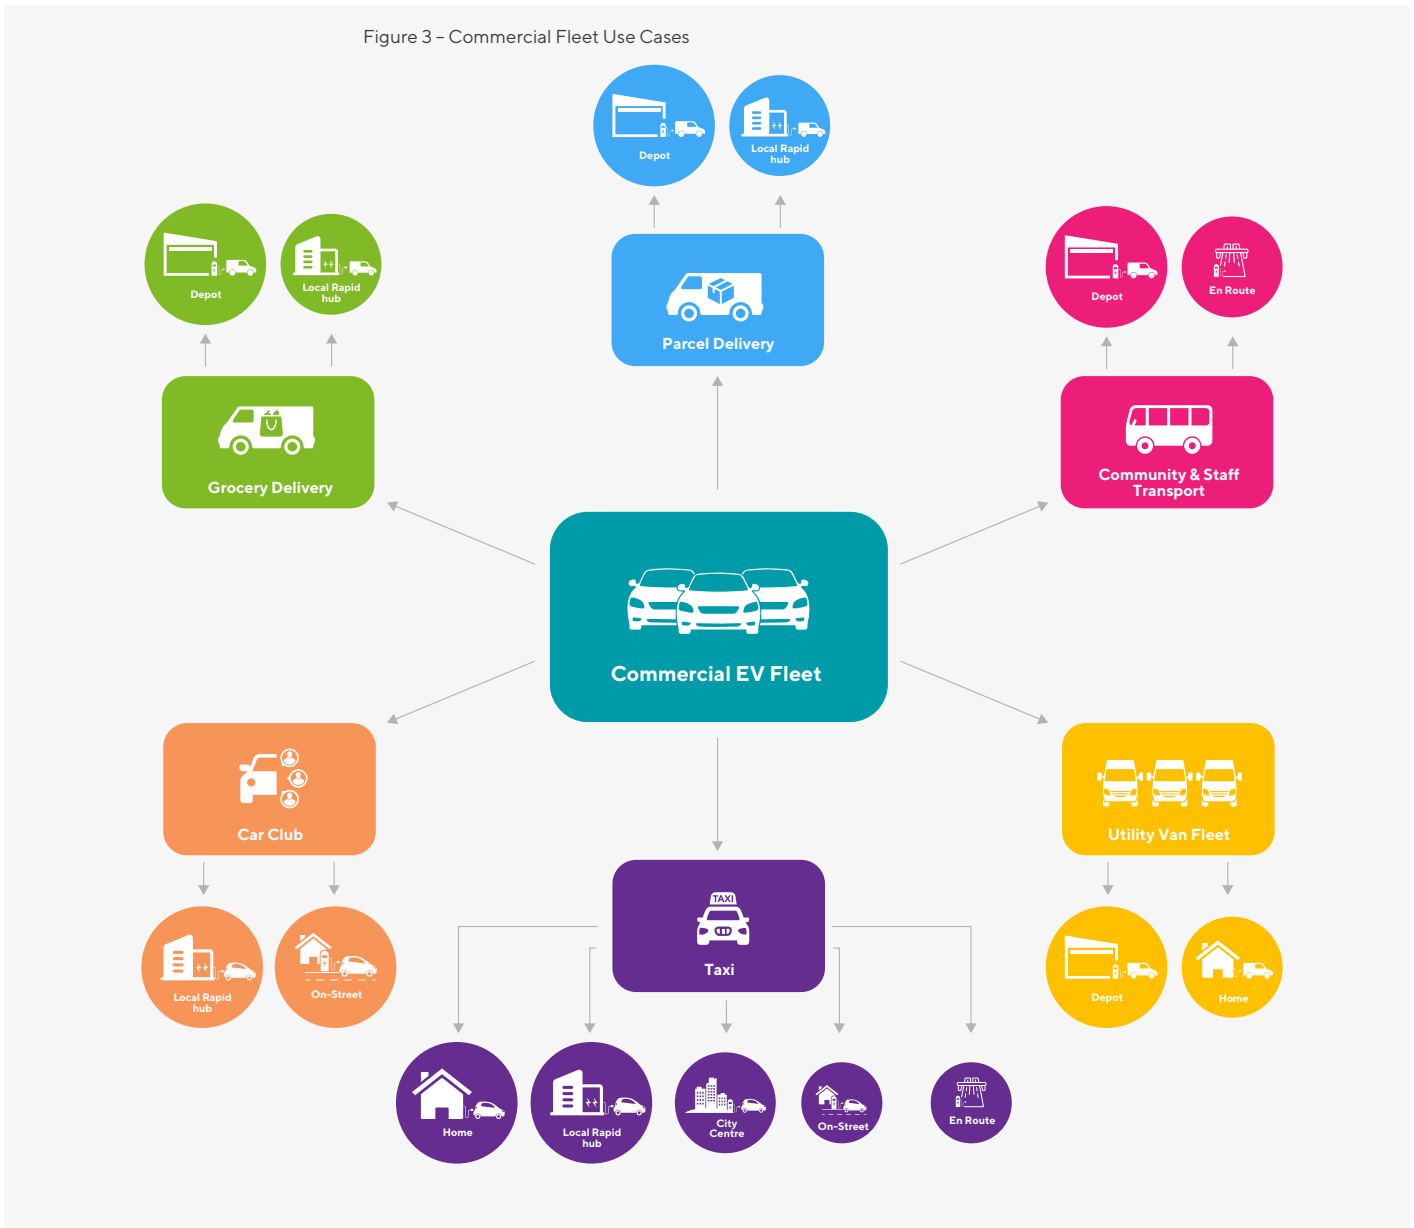 Figure 3 – Commercial Fleet Use Cases
Depot
Local Rapid
hub
Parcel Delivery
Depot
Local Rapid
hub
Grocery Delivery
Depot
En Route
Community & Staff
Transport
Commercial EV Fleet
Car Club
Local Rapid
hub
On-Street
Utility Van Fleet
Depot
Home
TAXI
Taxi
Home
Local Rapid
hub
City
Centre
On-Street
En Route